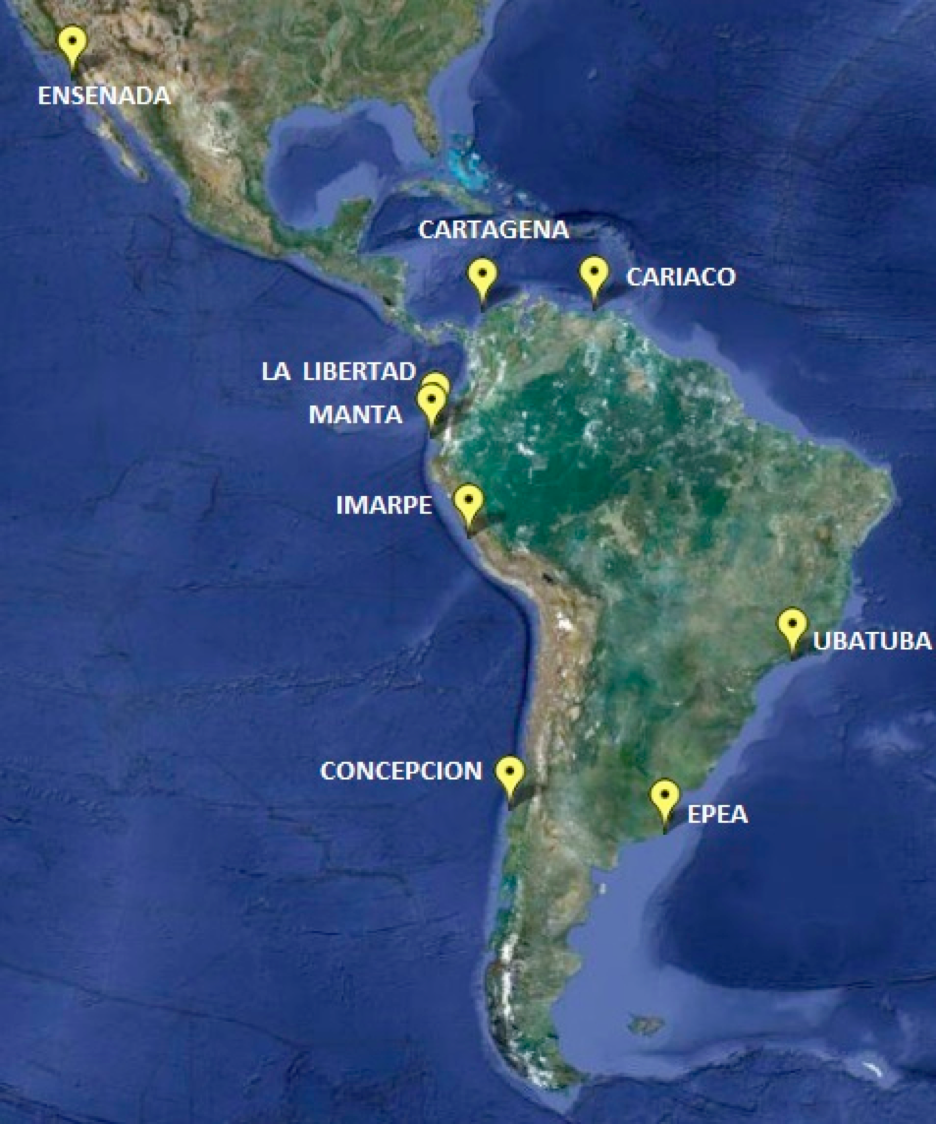 ENSENADA
CARTAGENA
CARIACO
LA LIBERTAD
MANTA
IMARPE
UBATUBA
CONCEPCION
EPEA